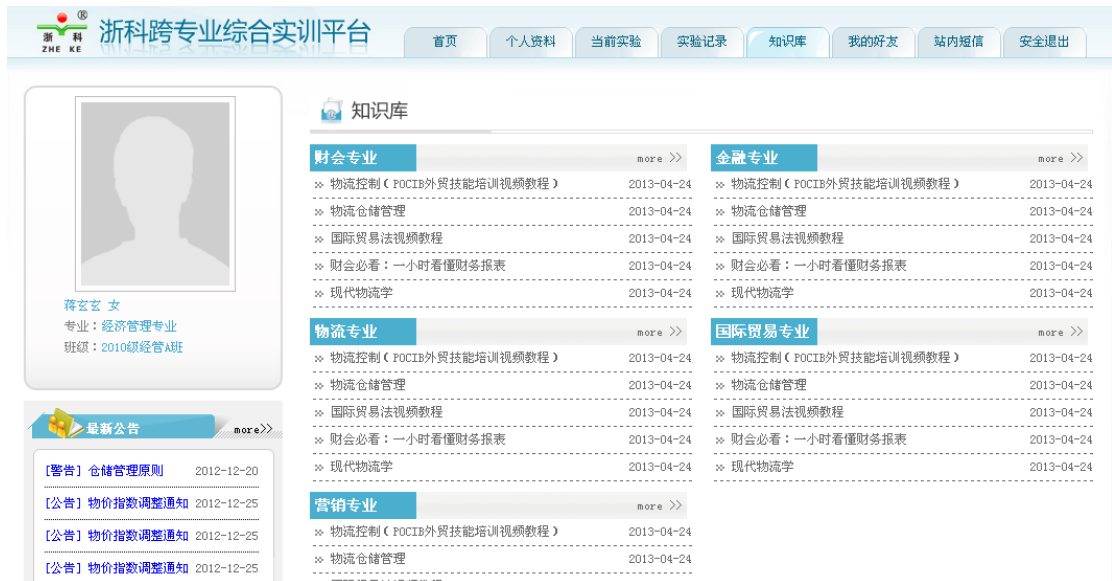 浙科 ®
ZHE KE
浙科跨专业综合实训平台
首页 个人资料 当前实验 实验记录 知识库 我的好友 站内短信 安全退出
蒋玄玄 女
专业：经济管理专业
班级：2010级经管A班
最新公告 more>>
[警告] 仓储管理原则 2012-12-20
[公告] 物价指数调整通知 2012-12-25
[公告] 物价指数调整通知 2012-12-25
[公告] 物价指数调整通知 2012-12-25
知识库
财会专业 more >>
» 物流控制（POCIB外贸技能培训视频教程） 2013-04-24
» 物流仓储管理 2013-04-24
» 国际贸易法视频教程 2013-04-24
» 财会必看：一小时看懂财务报表 2013-04-24
» 现代物流学 2013-04-24
金融专业 more >>
» 物流控制（POCIB外贸技能培训视频教程） 2013-04-24
» 物流仓储管理 2013-04-24
» 国际贸易法视频教程 2013-04-24
» 财会必看：一小时看懂财务报表 2013-04-24
» 现代物流学 2013-04-24
物流专业 more >>
» 物流控制（POCIB外贸技能培训视频教程） 2013-04-24
» 物流仓储管理 2013-04-24
» 国际贸易法视频教程 2013-04-24
» 财会必看：一小时看懂财务报表 2013-04-24
» 现代物流学 2013-04-24
国际贸易专业 more >>
» 物流控制（POCIB外贸技能培训视频教程） 2013-04-24
» 物流仓储管理 2013-04-24
» 国际贸易法视频教程 2013-04-24
» 财会必看：一小时看懂财务报表 2013-04-24
» 现代物流学 2013-04-24
营销专业 more >>
» 物流控制（POCIB外贸技能培训视频教程） 2013-04-24
» 物流仓储管理 2013-04-24